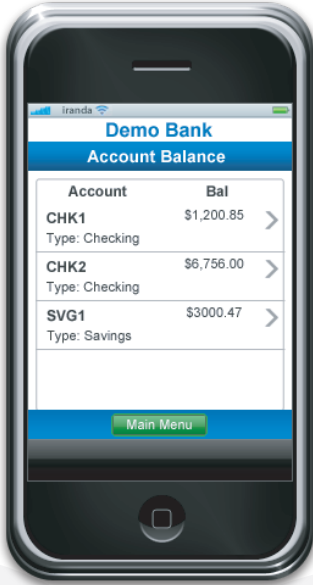 iranda
Demo Bank
Account Balance
Account Bal
CHK1 $1,200.85
Type: Checking
CHK2 $6,756.00
Type: Checking
SVG1 $3000.47
Type: Savings
Main Menu